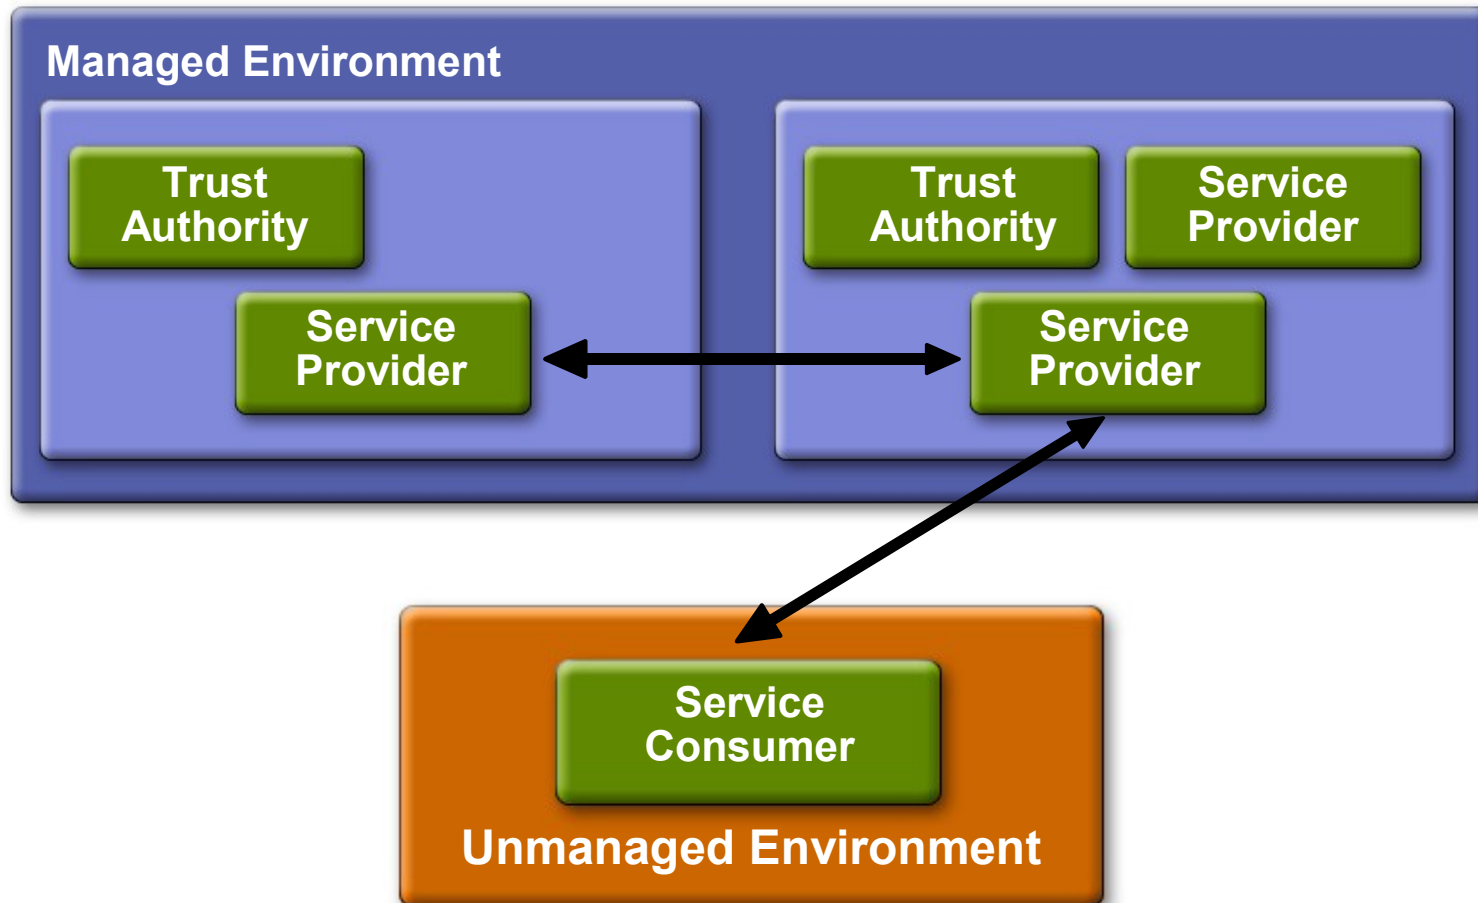 Managed Environment
Trust
Authority
Service
Provider
Trust
Authority
Service
Provider
Service
Provider
Service
Consumer
Unmanaged Environment